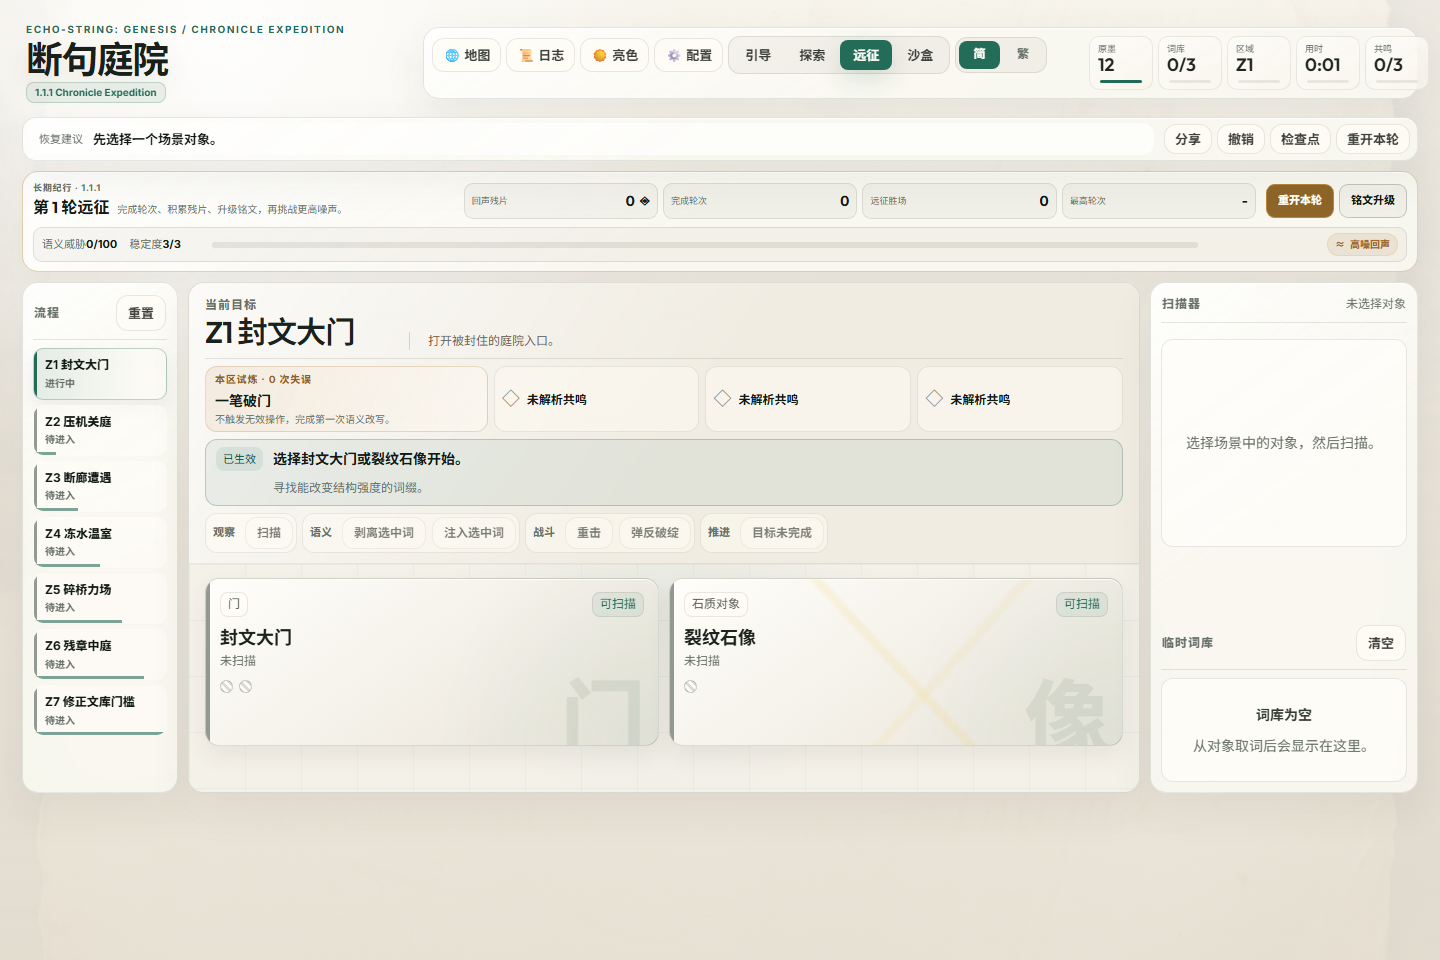 ECHO-STRING: GENESIS / CHRONICLE EXPEDITION
断句庭院
1.1.1 Chronicle Expedition
地图
日志
亮色
配置
引导
探索
远征
沙盒
简
繁
原墨
12
词库
0/3
区域
Z1
用时
0:01
共鸣
0/3
恢复建议 先选择一个场景对象。
分享
撤销
检查点
重开本轮
长期纪行 · 1.1.1
第1轮远征 完成轮次、积累残片、升级铭文，再挑战更高噪声。
回声残片 0 ◈
完成轮次 0
远征胜场 0
最高轮次 -
重开本轮
铭文升级
语义威胁0/100 稳定度3/3
≈ 高噪回声
流程
重置
Z1 封文大门
进行中
Z2 压机关庭
待进入
Z3 断廊遭遇
待进入
Z4 冻水温室
待进入
Z5 碎桥力场
待进入
Z6 残章中庭
待进入
Z7 修正文库门槛
待进入
当前目标
Z1 封文大门
打开被封住的庭院入口。
本区试炼 · 0 次失误
一笔破门
不触发无效操作，完成第一次语义改写。
未解析共鸣
未解析共鸣
未解析共鸣
已生效 选择封文大门或裂纹石像开始。
寻找能改变结构强度的词缀。
观察 扫描
语义 剥离选中词 注入选中词
战斗 重击 弹反破绽
推进 目标未完成
门
可扫描
封文大门
未扫描
门
石质对象
可扫描
裂纹石像
未扫描
像
扫描器
未选择对象
选择场景中的对象，然后扫描。
临时词库
清空
词库为空
从对象取词后会显示在这里。